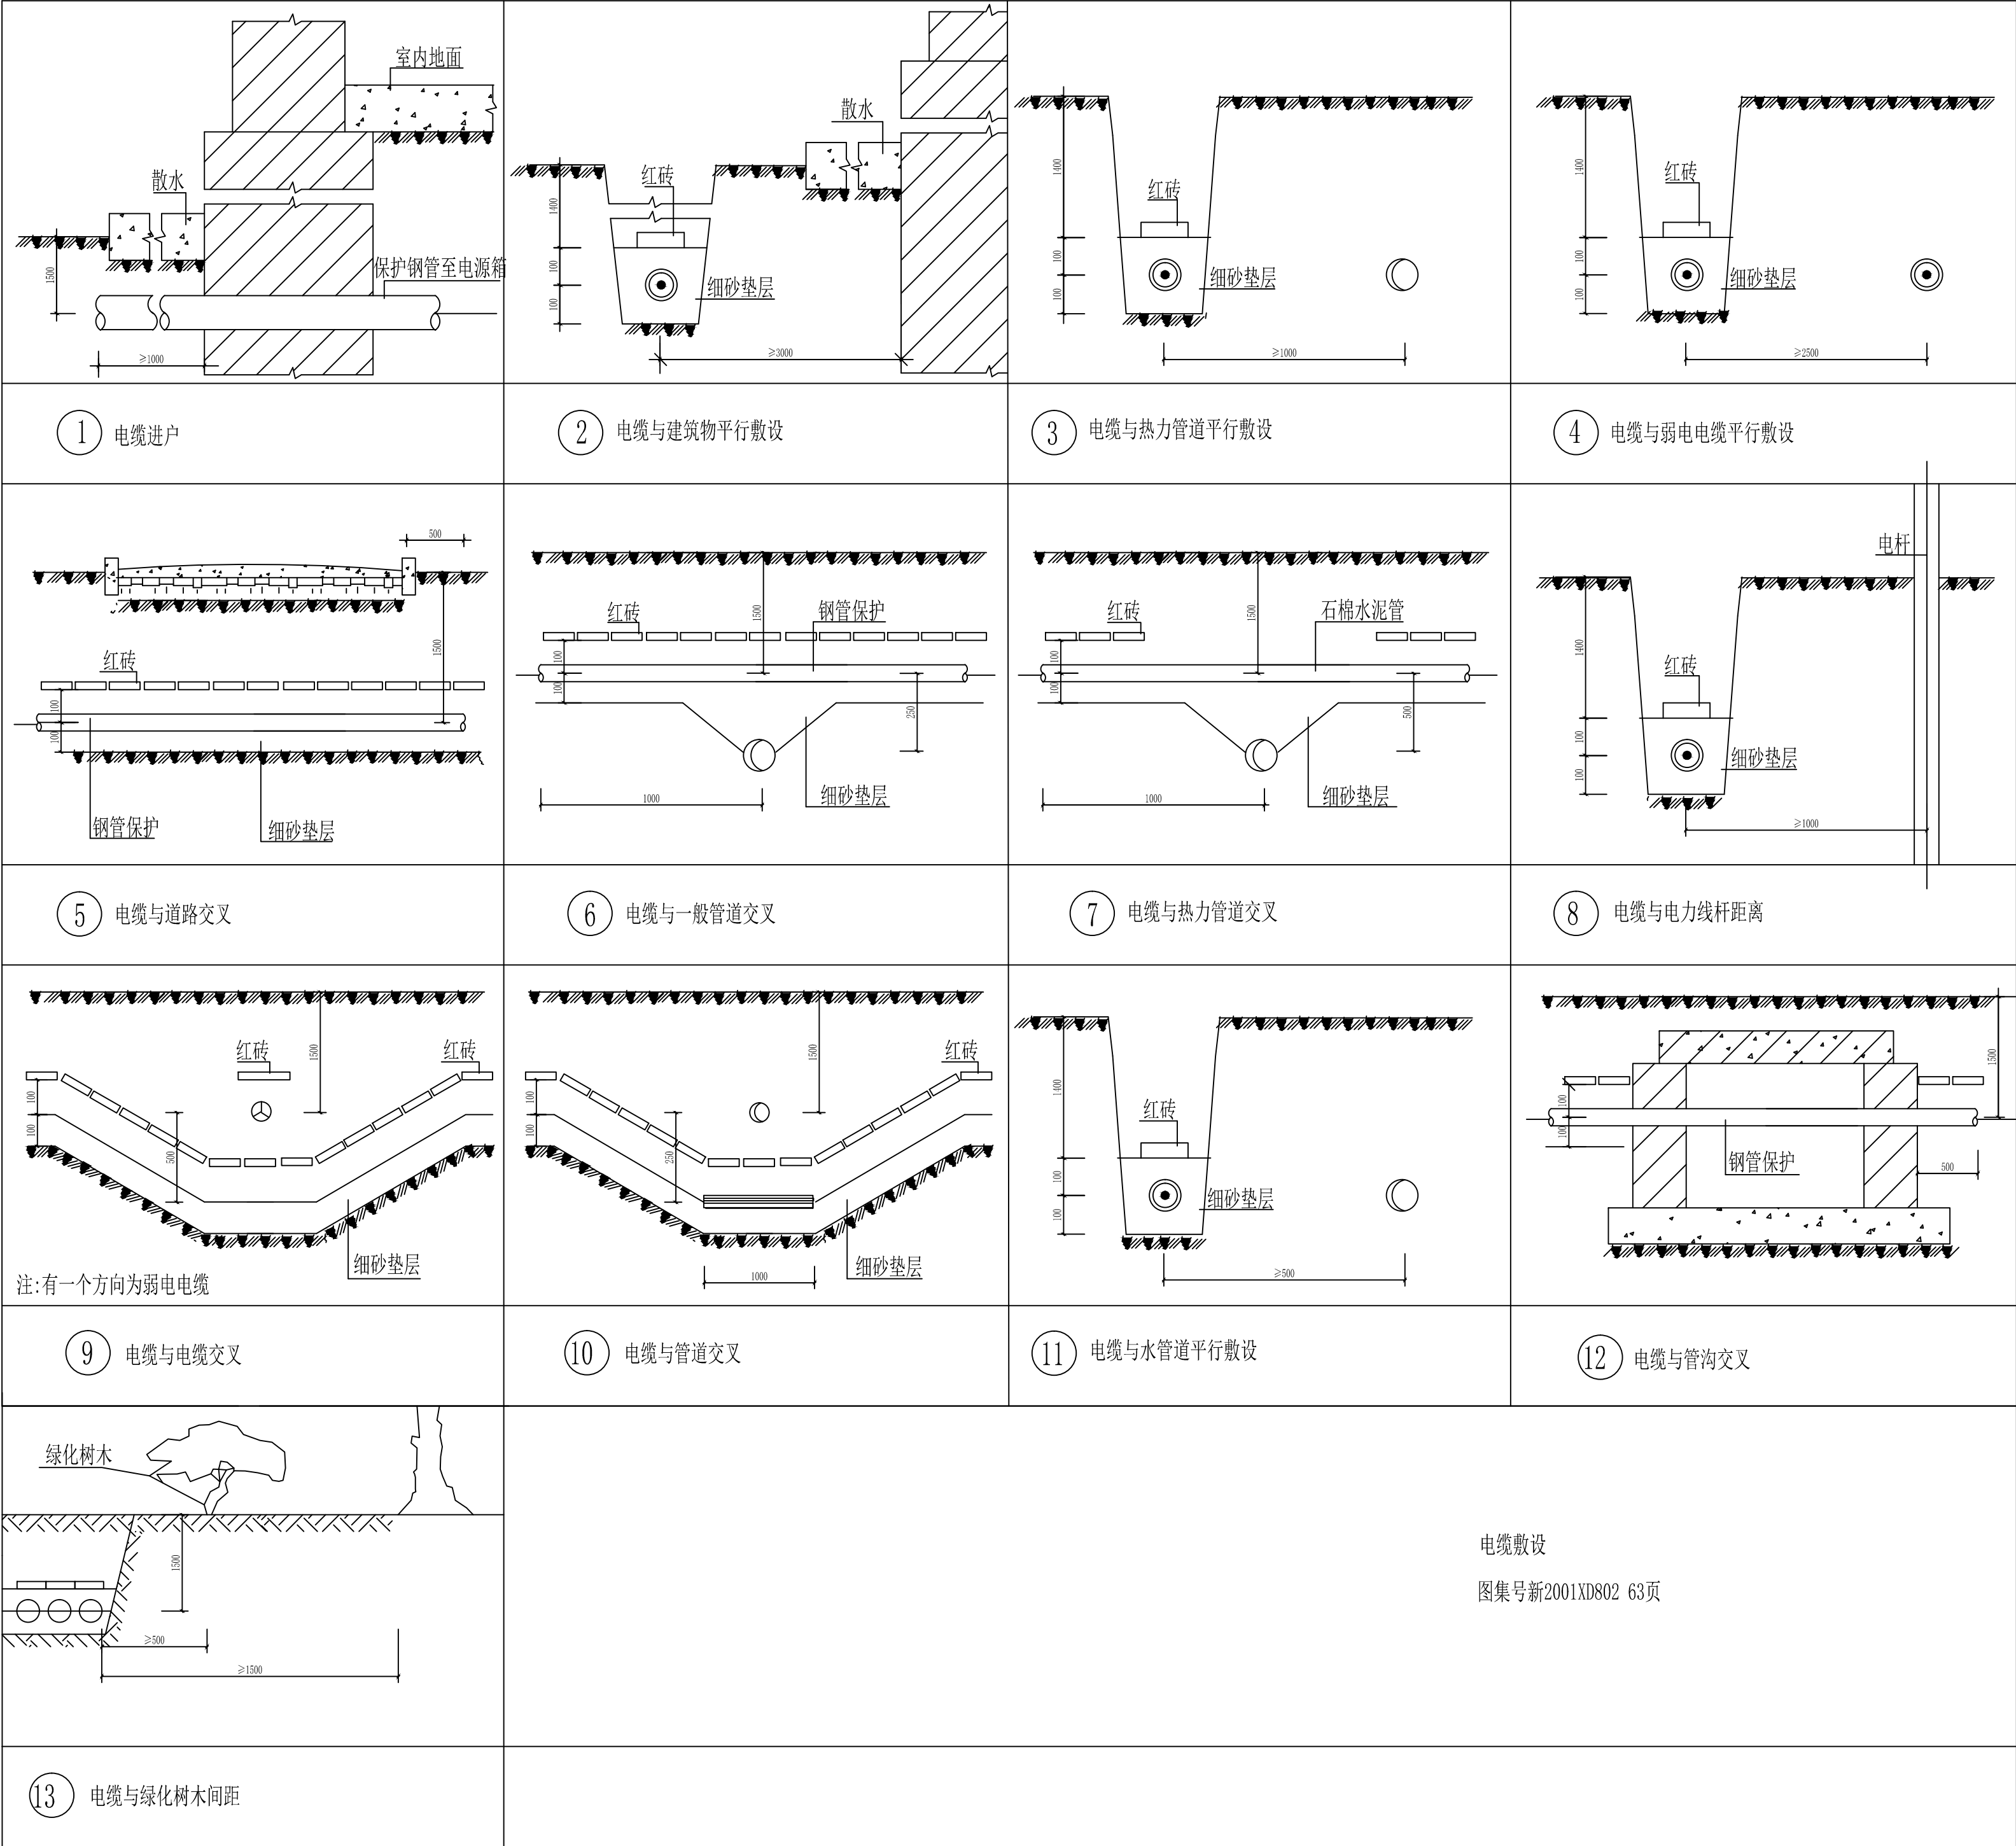 室内地面
散水
1500
保护钢管至电源箱
≥1000
1 电缆进户
散水
红砖
1400
100
100
细砂垫层
≥3000
2 电缆与建筑物平行敷设
1400
红砖
100
100
细砂垫层
≥1000
3 电缆与热力管道平行敷设
1400
红砖
100
100
细砂垫层
≥2500
4 电缆与弱电电缆平行敷设
500
1500
红砖
100
100
钢管保护
细砂垫层
5 电缆与道路交叉
红砖
1500
钢管保护
100
100
250
1000
细砂垫层
6 电缆与一般管道交叉
红砖
1500
石棉水泥管
100
100
500
1000
细砂垫层
7 电缆与热力管道交叉
电杆
1400
红砖
100
100
细砂垫层
≥1000
8 电缆与电力线杆距离
红砖
1500
红砖
100
100
500
细砂垫层
注:有一个方向为弱电电缆
9 电缆与电缆交叉
1500
红砖
100
100
250
细砂垫层
1000
10 电缆与管道交叉
1400
红砖
100
100
细砂垫层
≥500
11 电缆与水管道平行敷设
1500
100
100
钢管保护
500
12 电缆与管沟交叉
绿化树木
1500
≥500
≥1500
13 电缆与绿化树木间距
电缆敷设
图集号新2001XD802 63页